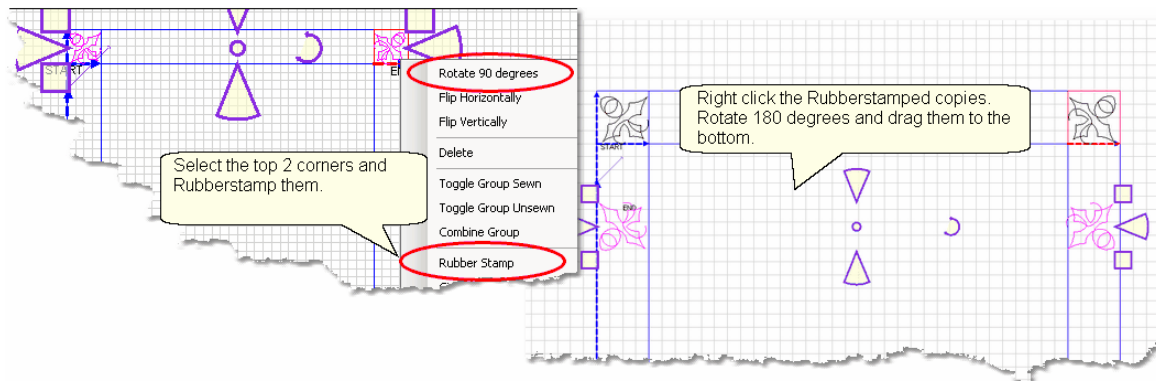 START
EN
Rotate 90 degrees
Flip Horizontally
Flip Vertically
Delete
Toggle Group Sewn
Toggle Group Unsewn
Combine Group
Rubber Stamp
Select the top 2 corners and
Rubberstamp them.
Right click the Rubberstamped copies.
Rotate 180 degrees and drag them to the
bottom.
START
END